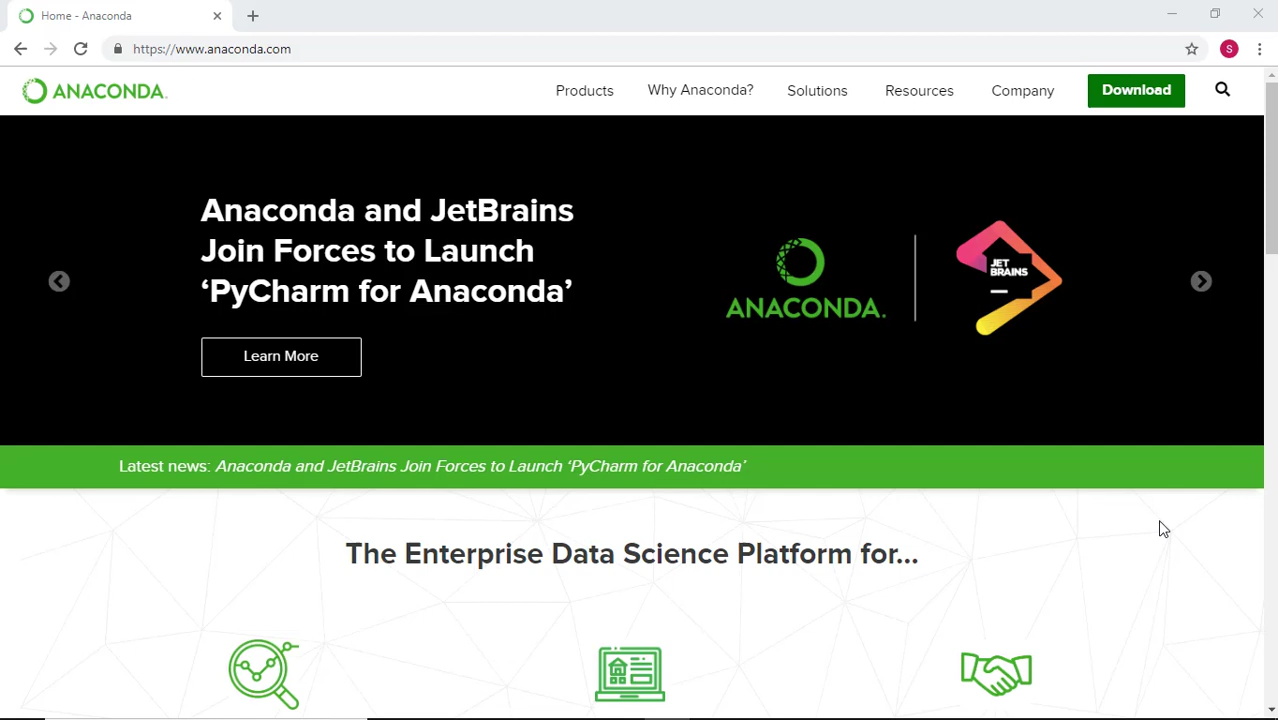 Home - Anaconda
https://www.anaconda.com
S
ANACONDA.
Products Why Anaconda? Solutions Resources Company Download
Anaconda and JetBrains
Join Forces to Launch
‘PyCharm for Anaconda’
Learn More
ANACONDA.
JET
BRAINS
Latest news: Anaconda and JetBrains Join Forces to Launch ‘PyCharm for Anaconda’
The Enterprise Data Science Platform for...